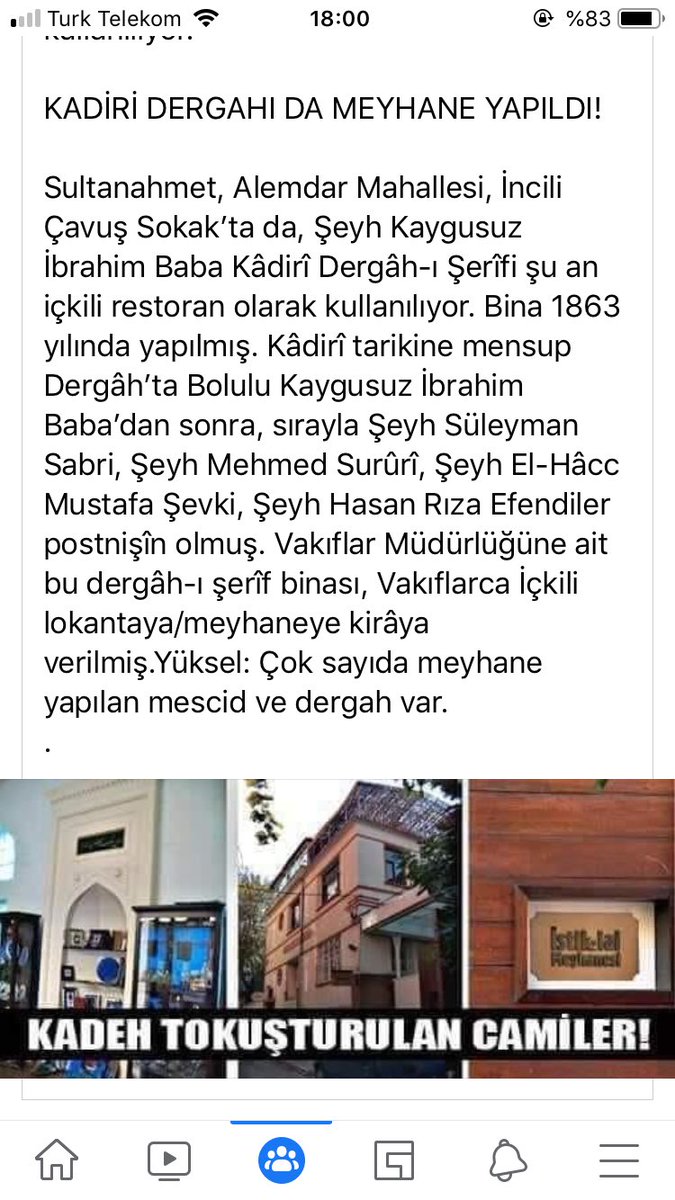 Turk Telekom
18:00
%83
kullanılıyor.
KADİRİ DERGAHI DA MEYHANE YAPILDI!
Sultanahmet, Alemdar Mahallesi, İncili
Çavuş Sokak’ta da, Şeyh Kaygusuz
İbrahim Baba Kâdirî Dergâh-ı Şerîfi şu an
içkili restoran olarak kullanılıyor. Bina 1863
yılında yapılmış. Kâdirî tarikine mensup
Dergâh’ta Bolulu Kaygusuz İbrahim
Baba’dan sonra, sırayla Şeyh Süleyman
Sabri, Şeyh Mehmed Surûrî, Şeyh El-Hâcc
Mustafa Şevki, Şeyh Hasan Rıza Efendiler
postnişîn olmuş. Vakıflar Müdürlüğüne ait
bu dergâh-ı şerîf binası, Vakıflarca İçkili
lokantaya/meyhaneye kirâya
verilmiş.Yüksel: Çok sayıda meyhane
yapılan mescid ve dergah var.
.
İstiklal
Meyhanesi
KADEH TOKUŞTURULAN CAMİLER!